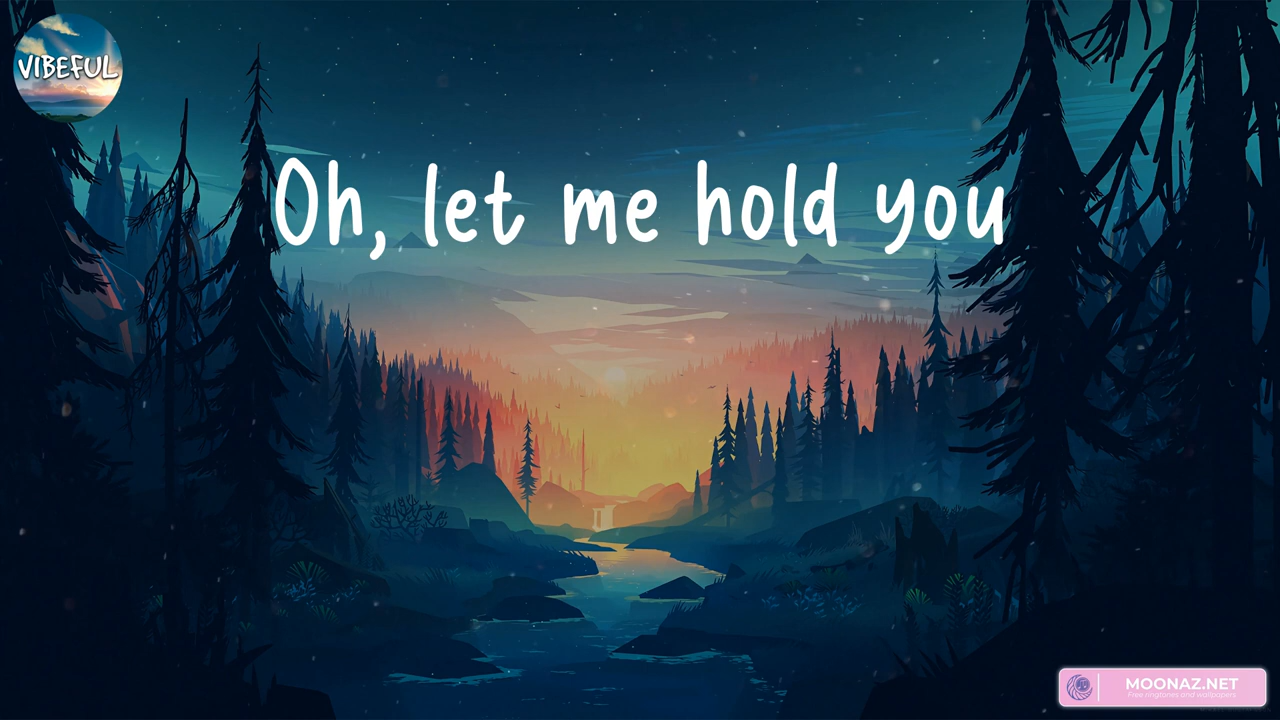 VIBEFUL
Oh, let me hold you
MOONAZ.NET
Free ringtones and wallpapers